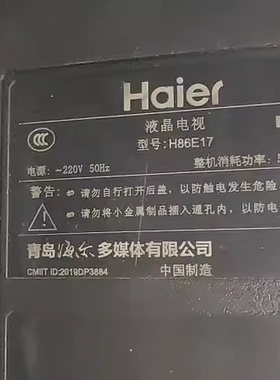 Haier
液晶电视
型号:H86E17
电源: ~220V 50Hz
整机消耗功率:
警告: 请勿自行打开后盖, 以防触电发生危险
请勿将小金属制品插入通孔内, 以防电
青岛海尔多媒体有限公司
CMIIT ID:2019DP3884
中国制造